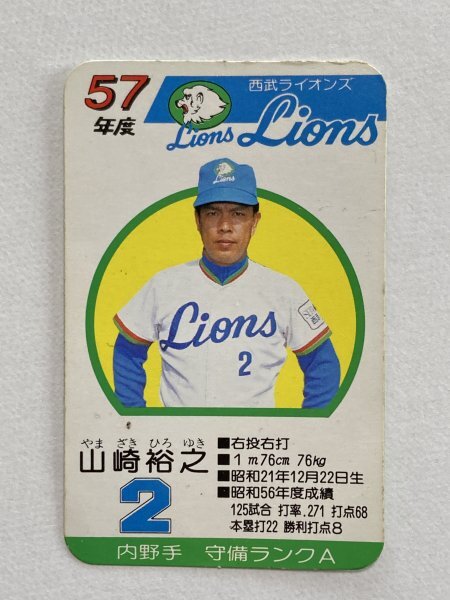 57
年度
西武ライオンズ
Lions
Lions
Lions
Lions
2
やま ざき ひろ ゆき
山崎裕之
2
■右投右打
■1m76cm 76kg
■昭和21年12月22日生
■昭和56年度成績
125試合 打率.271 打点68
本塁打22 勝利打点8
内野手 守備ランクA